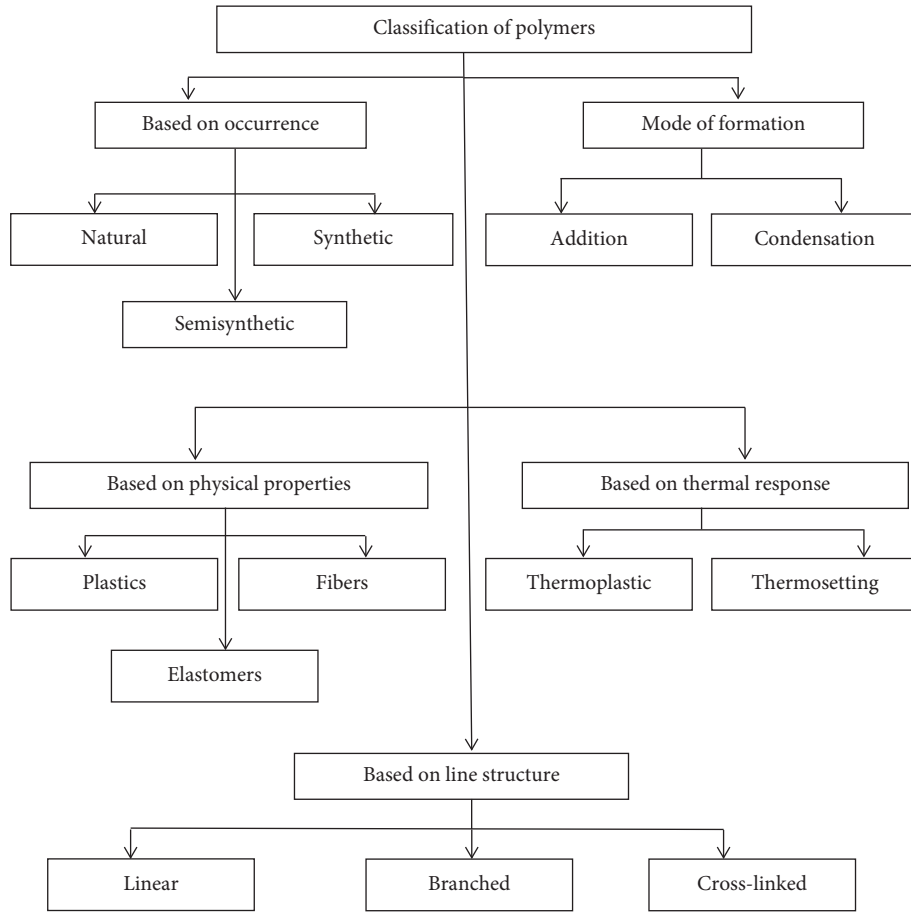 Classification of polymers
Based on occurrence
Mode of formation
Natural
Synthetic
Addition
Condensation
Semisynthetic
Based on physical properties
Based on thermal response
Plastics
Fibers
Thermoplastic
Thermosetting
Elastomers
Based on line structure
Linear
Branched
Cross-linked